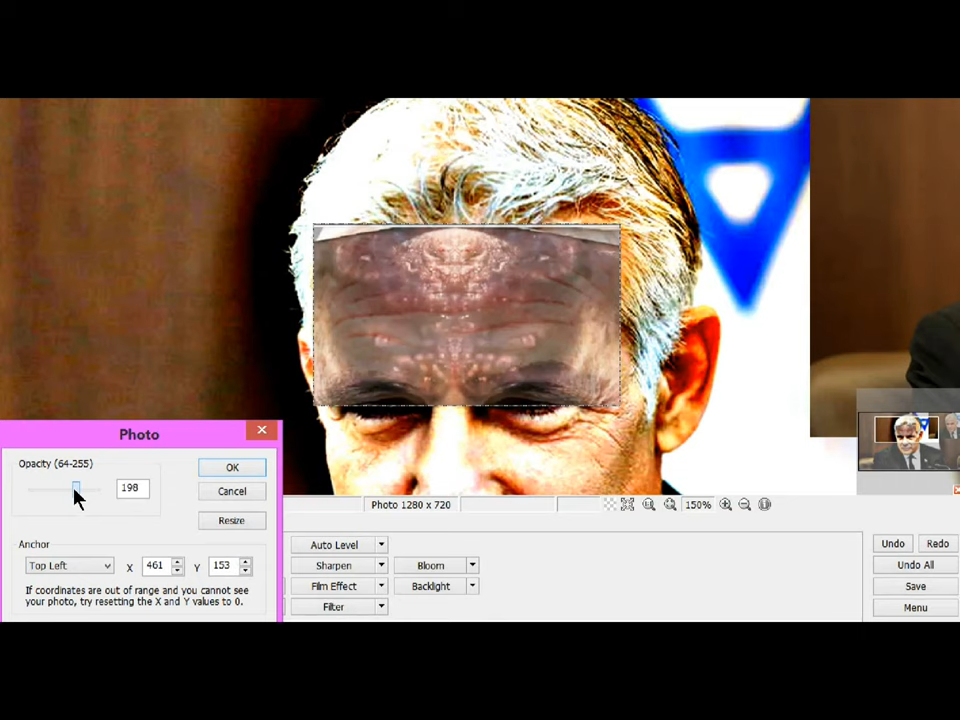 Photo
Opacity (64-255)
198
OK
Cancel
Resize
Anchor
Top Left X 461 Y 153
If coordinates are out of range and you cannot see
your photo, try resetting the X and Y values to 0.
Photo 1280 x 720
150%
Auto Level
Sharpen
Bloom
Film Effect
Backlight
Filter
Undo
Redo
Undo All
Save
Menu